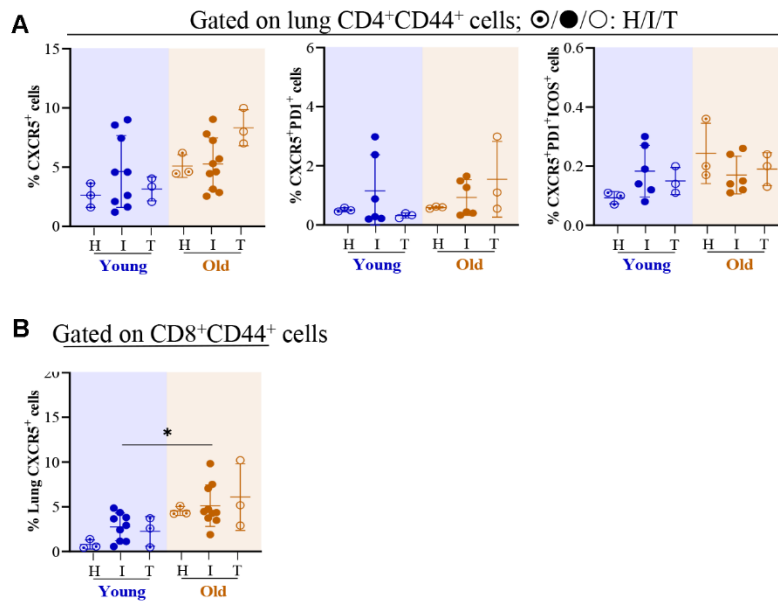 A
Gated on lung CD4⁺CD44⁺ cells; ⊙/●/○: H/I/T
% CXCR5⁺ cells
15
10
5
0
H I T H I T
Young Old
% CXCR5⁺PD1⁺ cells
6
4
2
0
H I T H I T
Young Old
% CXCR5⁺PD1⁺ICOS⁺ cells
0.6
0.4
0.2
0.0
H I T H I T
Young Old
B
Gated on CD8⁺CD44⁺ cells
% Lung CXCR5⁺ cells
20
15
10
5
0
*
H I T H I T
Young Old